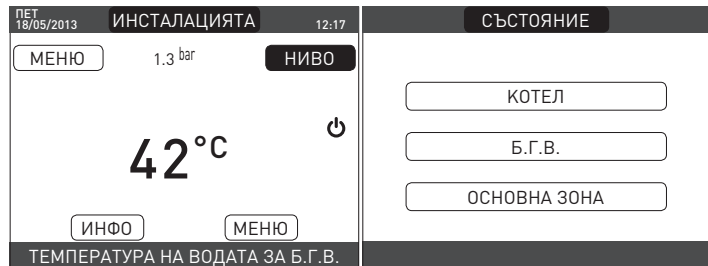 ПЕТ
18/05/2013 ИНСТАЛАЦИЯТА 12:17
МЕНЮ 1.3 bar НИВО
42°C
ИНФО МЕНЮ
ТЕМПЕРАТУРА НА ВОДАТА ЗА Б.Г.В.
СЪСТОЯНИЕ
КОТЕЛ
Б.Г.В.
ОСНОВНА ЗОНА